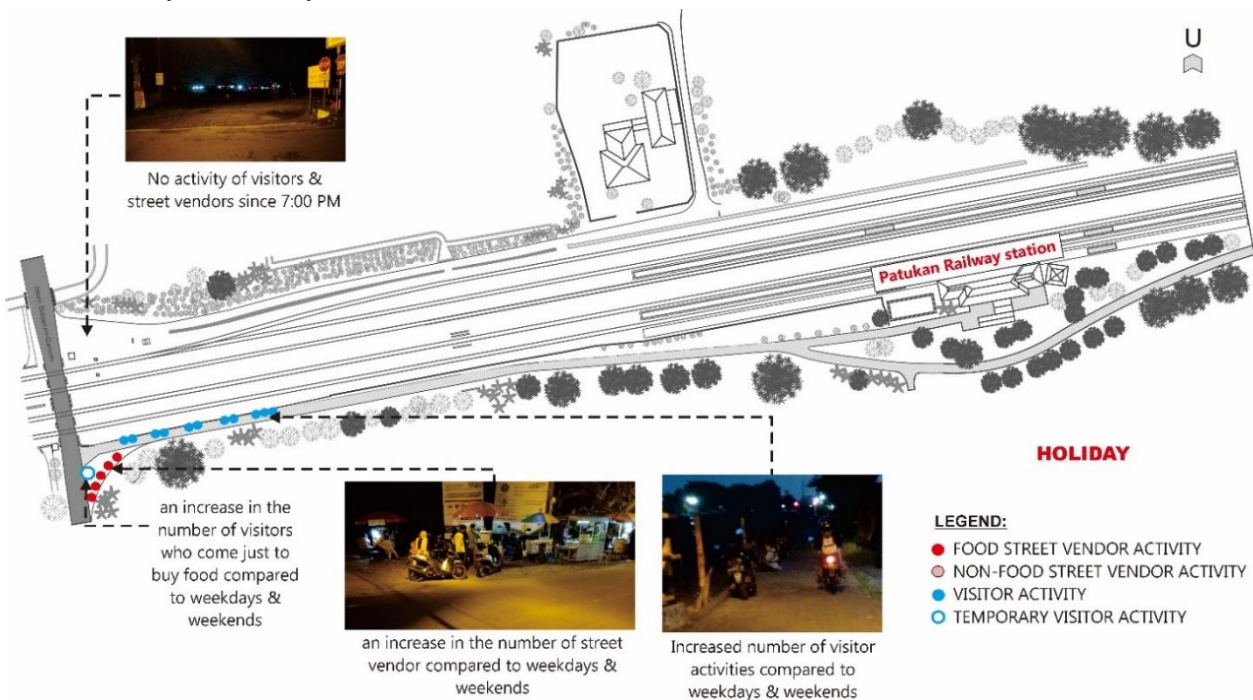 U
No activity of visitors &
street vendors since 7:00 PM
Patukan Railway station
HOLIDAY
an increase in the
number of visitors
who come just to
buy food compared
to weekdays &
weekends
an increase in the number of street
vendor compared to weekdays &
weekends
Increased number of visitor
activities compared to
weekdays & weekends
LEGEND:
FOOD STREET VENDOR ACTIVITY
NON-FOOD STREET VENDOR ACTIVITY
VISITOR ACTIVITY
TEMPORARY VISITOR ACTIVITY